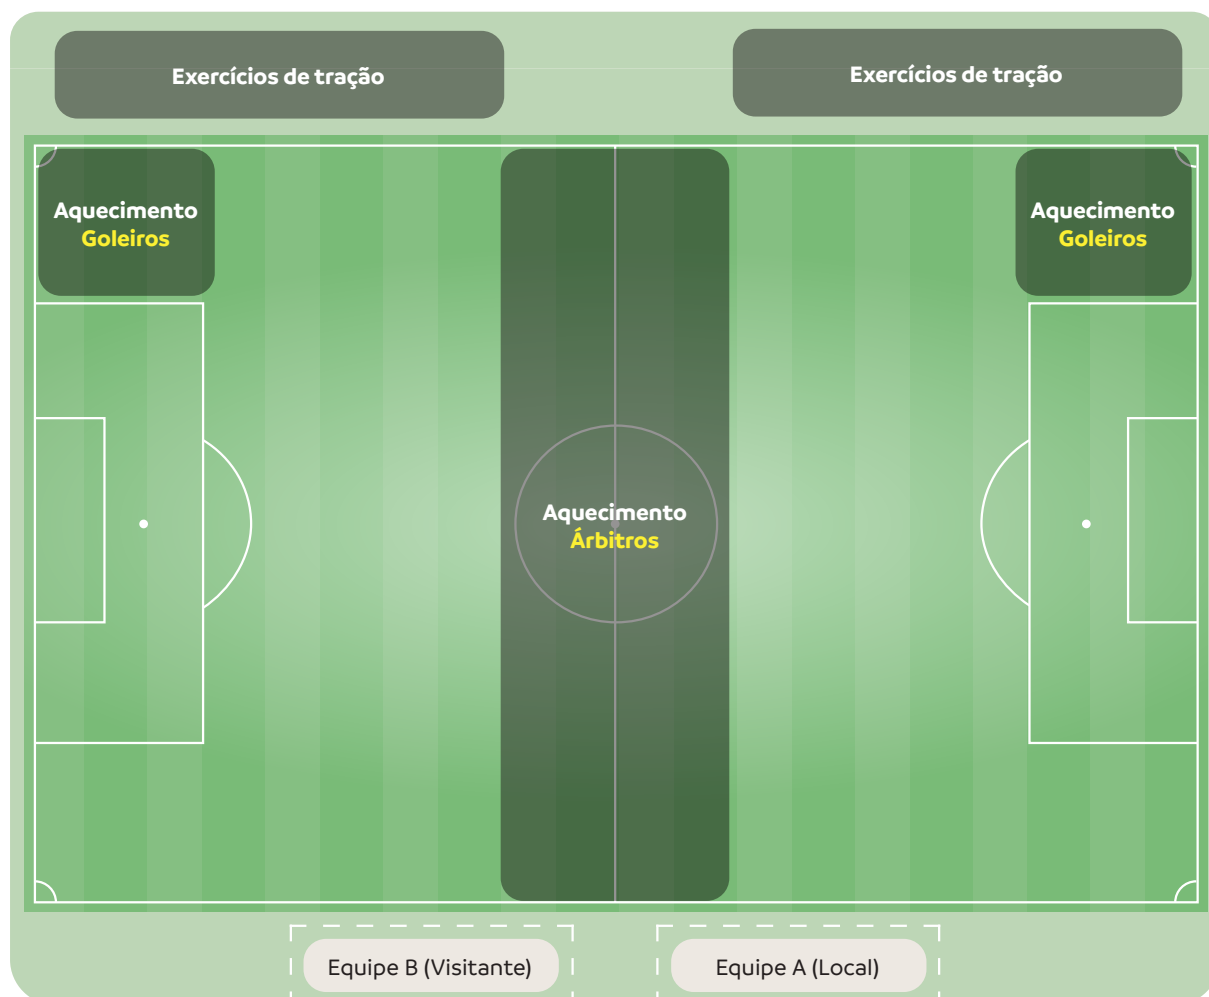 Exercícios de tração
Exercícios de tração
Aquecimento
Goleiros
Aquecimento
Goleiros
Aquecimento
Árbitros
Equipe B (Visitante)
Equipe A (Local)